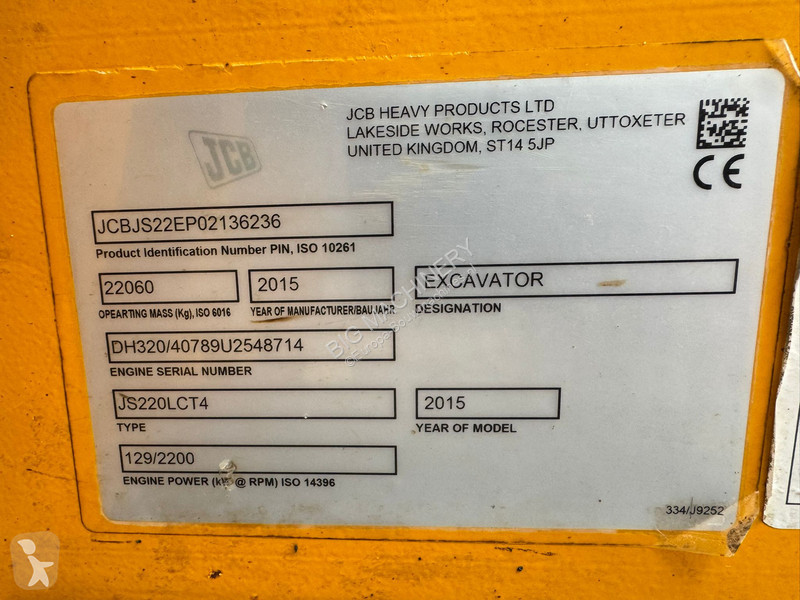 JCB HEAVY PRODUCTS LTD
LAKESIDE WORKS, ROCESTER, UTTOXETER
UNITED KINGDOM, ST14 5JP
JCB
CE
JCBJS22EP02136236
Product Identification Number PIN, ISO 10261
22060
2015
EXCAVATOR
OPEARTING MASS (Kg), ISO 6016
YEAR OF MANUFACTURER/BAUJAHR
DESIGNATION
BIG MACHINERY
DH320/40789U2548714
ENGINE SERIAL NUMBER
JS220LCT4
2015
TYPE
YEAR OF MODEL
129/2200
ENGINE POWER (kW @ RPM) ISO 14396
334/J9252